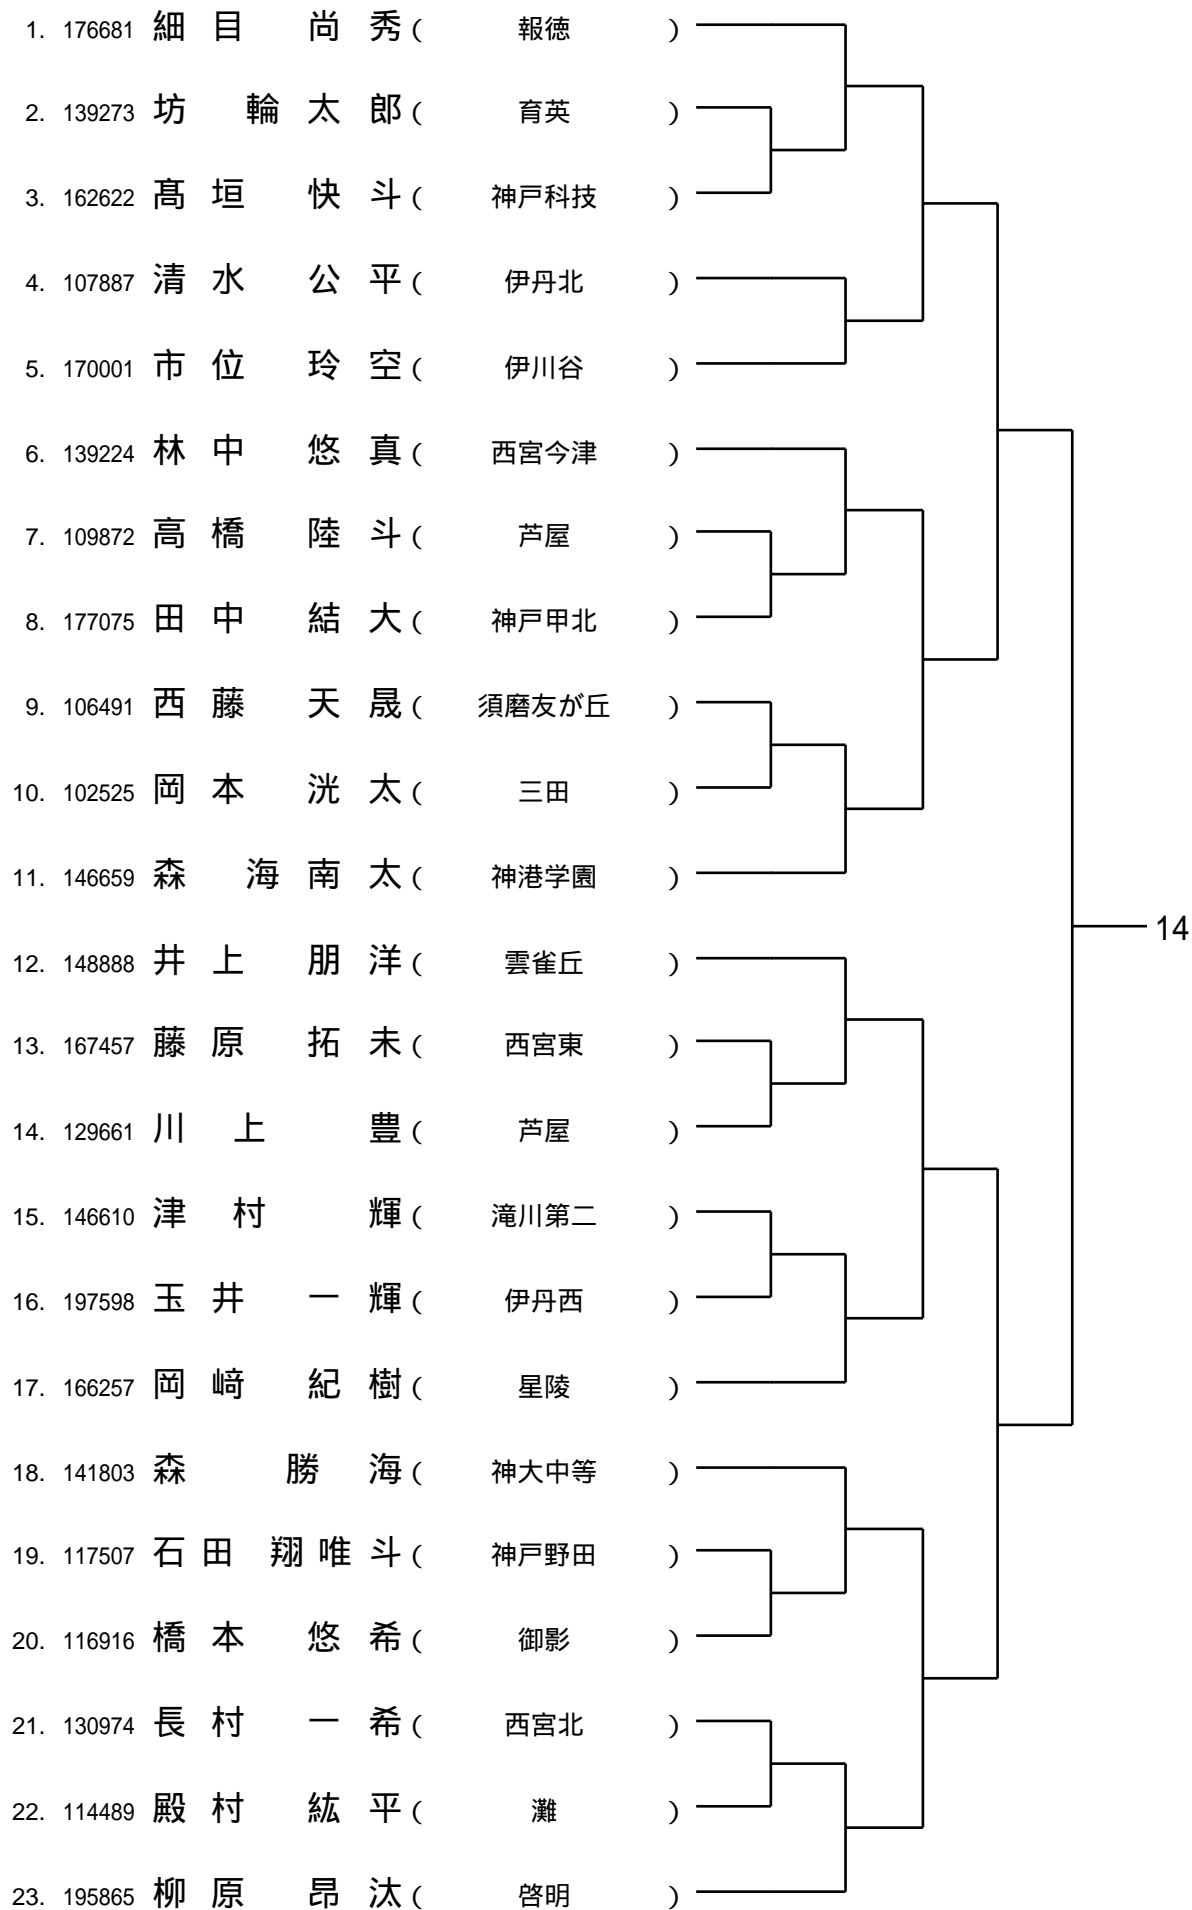 1. 176681 細目 尚秀 ( 報徳 )
2. 139273 坊 輪太郎 ( 育英 )
3. 162622 髙垣 快斗 ( 神戸科技 )
4. 107887 清水 公平 ( 伊丹北 )
5. 170001 市位 玲空 ( 伊川谷 )
6. 139224 林中 悠真 ( 西宮今津 )
7. 109872 高橋 陸斗 ( 芦屋 )
8. 177075 田中 結大 ( 神戸甲北 )
9. 106491 西藤 天晟 ( 須磨友が丘 )
10. 102525 岡本 洸太 ( 三田 )
11. 146659 森 海南太 ( 神港学園 )
14
12. 148888 井上 朋洋 ( 雲雀丘 )
13. 167457 藤原 拓未 ( 西宮東 )
14. 129661 川上 豊 ( 芦屋 )
15. 146610 津村 輝 ( 滝川第二 )
16. 197598 玉井 一輝 ( 伊丹西 )
17. 166257 岡﨑 紀樹 ( 星陵 )
18. 141803 森 勝海 ( 神大中等 )
19. 117507 石田 翔唯斗 ( 神戸野田 )
20. 116916 橋本 悠希 ( 御影 )
21. 130974 長村 一希 ( 西宮北 )
22. 114489 殿村 紘平 ( 灘 )
23. 195865 柳原 昂汰 ( 啓明 )